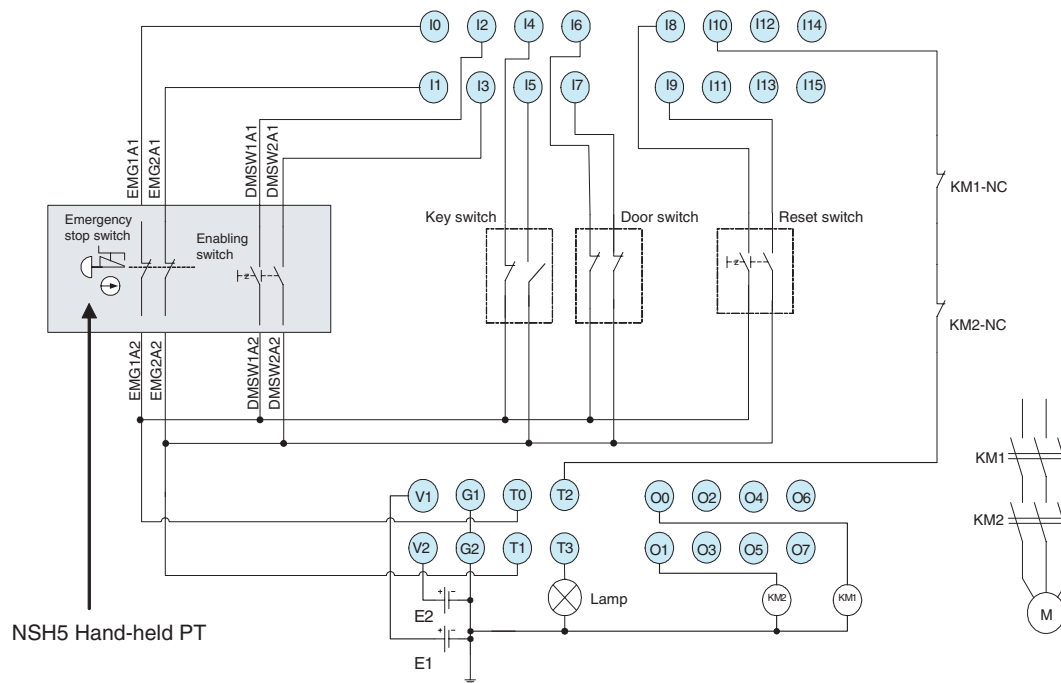 I0 I2 I4 I6 I8 I10 I12 I14
I1 I3 I5 I7 I9 I11 I13 I15
EMG1A1
EMG2A1
DMSW1A1
DMSW2A1
KM1-NC
Emergency
stop switch
Enabling
switch
Key switch
Door switch
Reset switch
KM2-NC
EMG1A2
EMG2A2
DMSW1A2
DMSW2A2
KM1
V1 G1 T0 T2 O0 O2 O4 O6
KM2
V2 G2 T1 T3 O1 O3 O5 O7
+ −
E2
Lamp
KM2
KM1
M
+ −
E1
NSH5 Hand-held PT